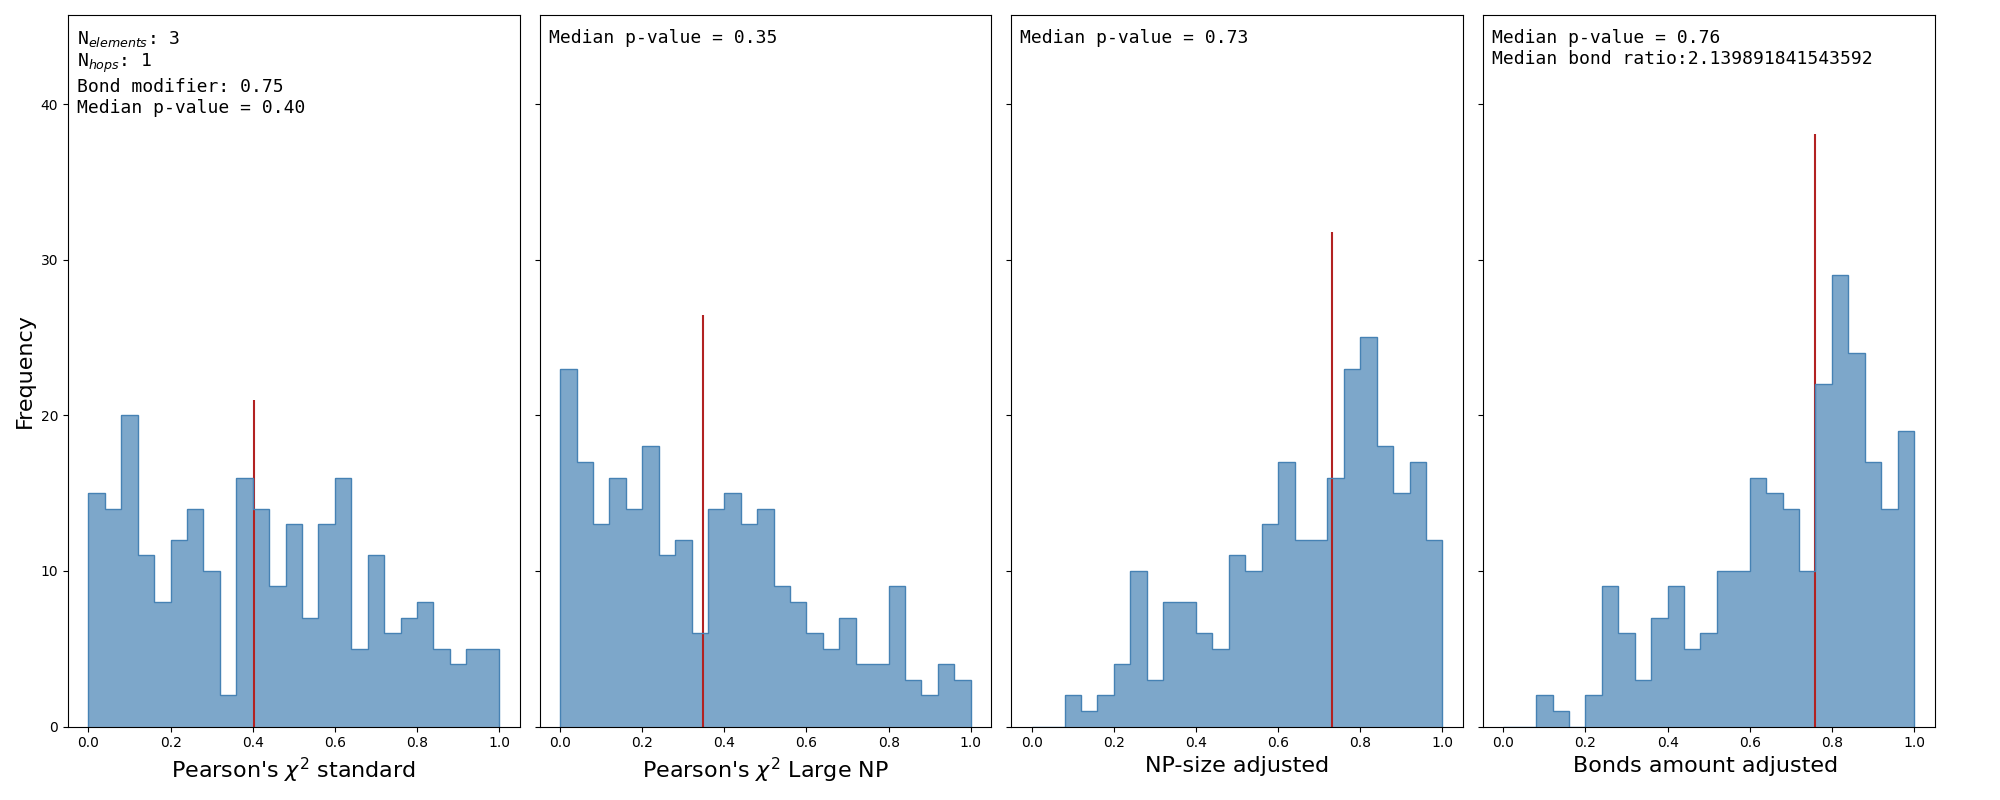 N_elements: 3
N_hops: 1
Bond modifier: 0.75
Median p-value = 0.40
Median p-value = 0.35
Median p-value = 0.73
Median p-value = 0.76
Median bond ratio:2.139891841543592
Frequency
40
30
20
10
0
0.0 0.2 0.4 0.6 0.8 1.0
0.0 0.2 0.4 0.6 0.8 1.0
0.0 0.2 0.4 0.6 0.8 1.0
0.0 0.2 0.4 0.6 0.8 1.0
Pearson's χ² standard
Pearson's χ² Large NP
NP-size adjusted
Bonds amount adjusted